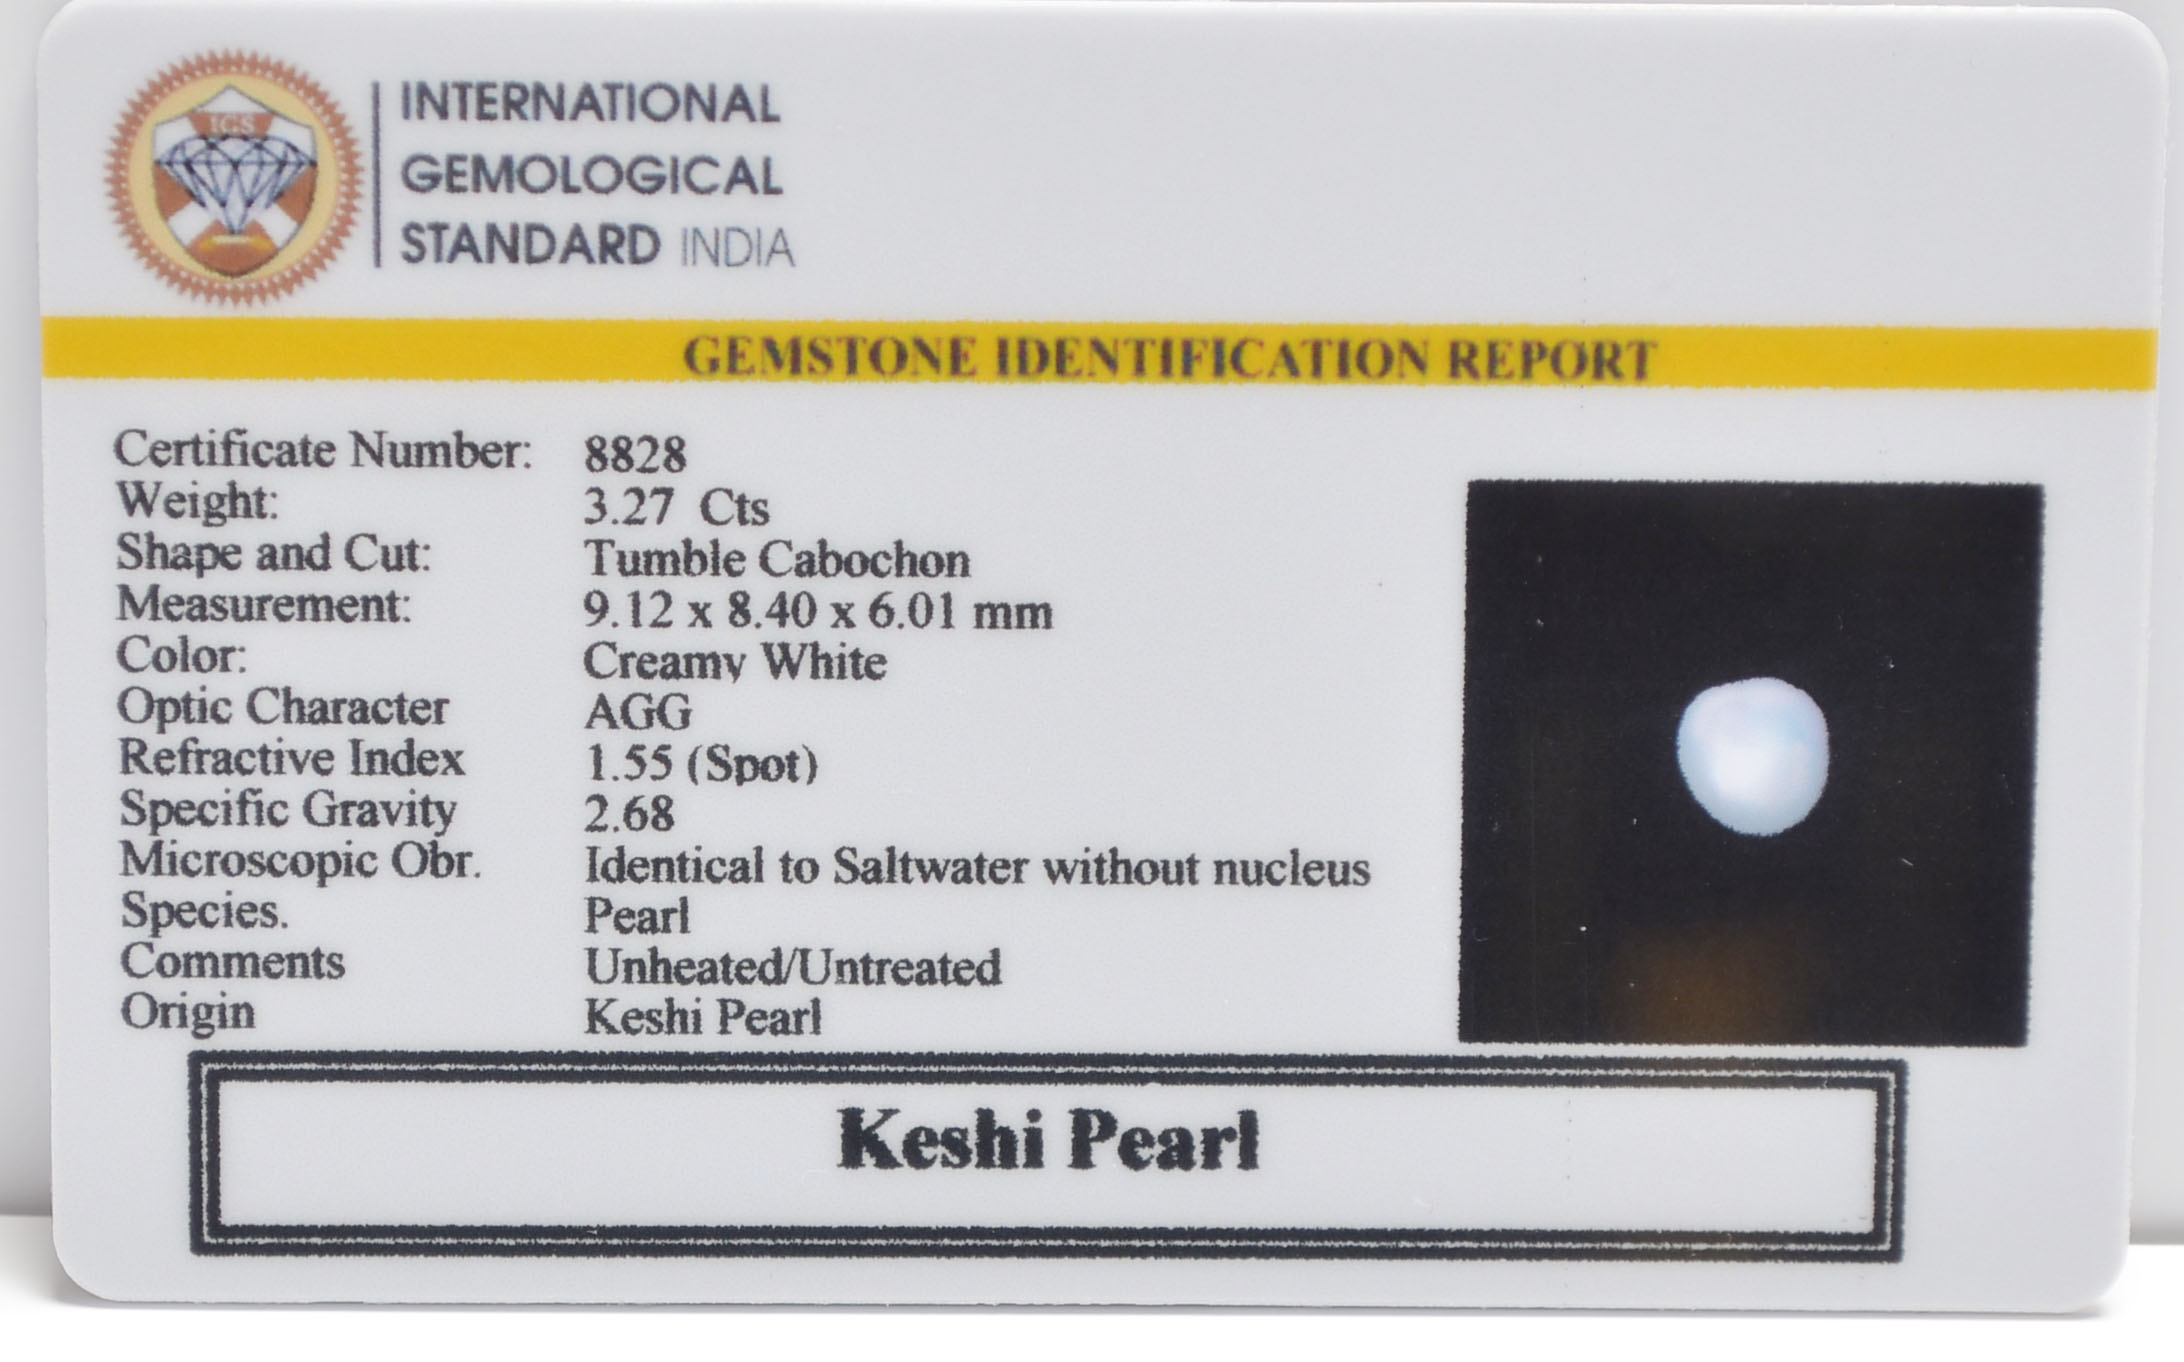 IGS
INTERNATIONAL
GEMOLOGICAL
STANDARD INDIA
GEMSTONE IDENTIFICATION REPORT
Certificate Number: 8828
Weight: 3.27 Cts
Shape and Cut: Tumble Cabochon
Measurement: 9.12 x 8.40 x 6.01 mm
Color: Creamy White
Optic Character AGG
Refractive Index 1.55 (Spot)
Specific Gravity 2.68
Microscopic Obr. Identical to Saltwater without nucleus
Species. Pearl
Comments Unheated/Untreated
Origin Keshi Pearl
Keshi Pearl